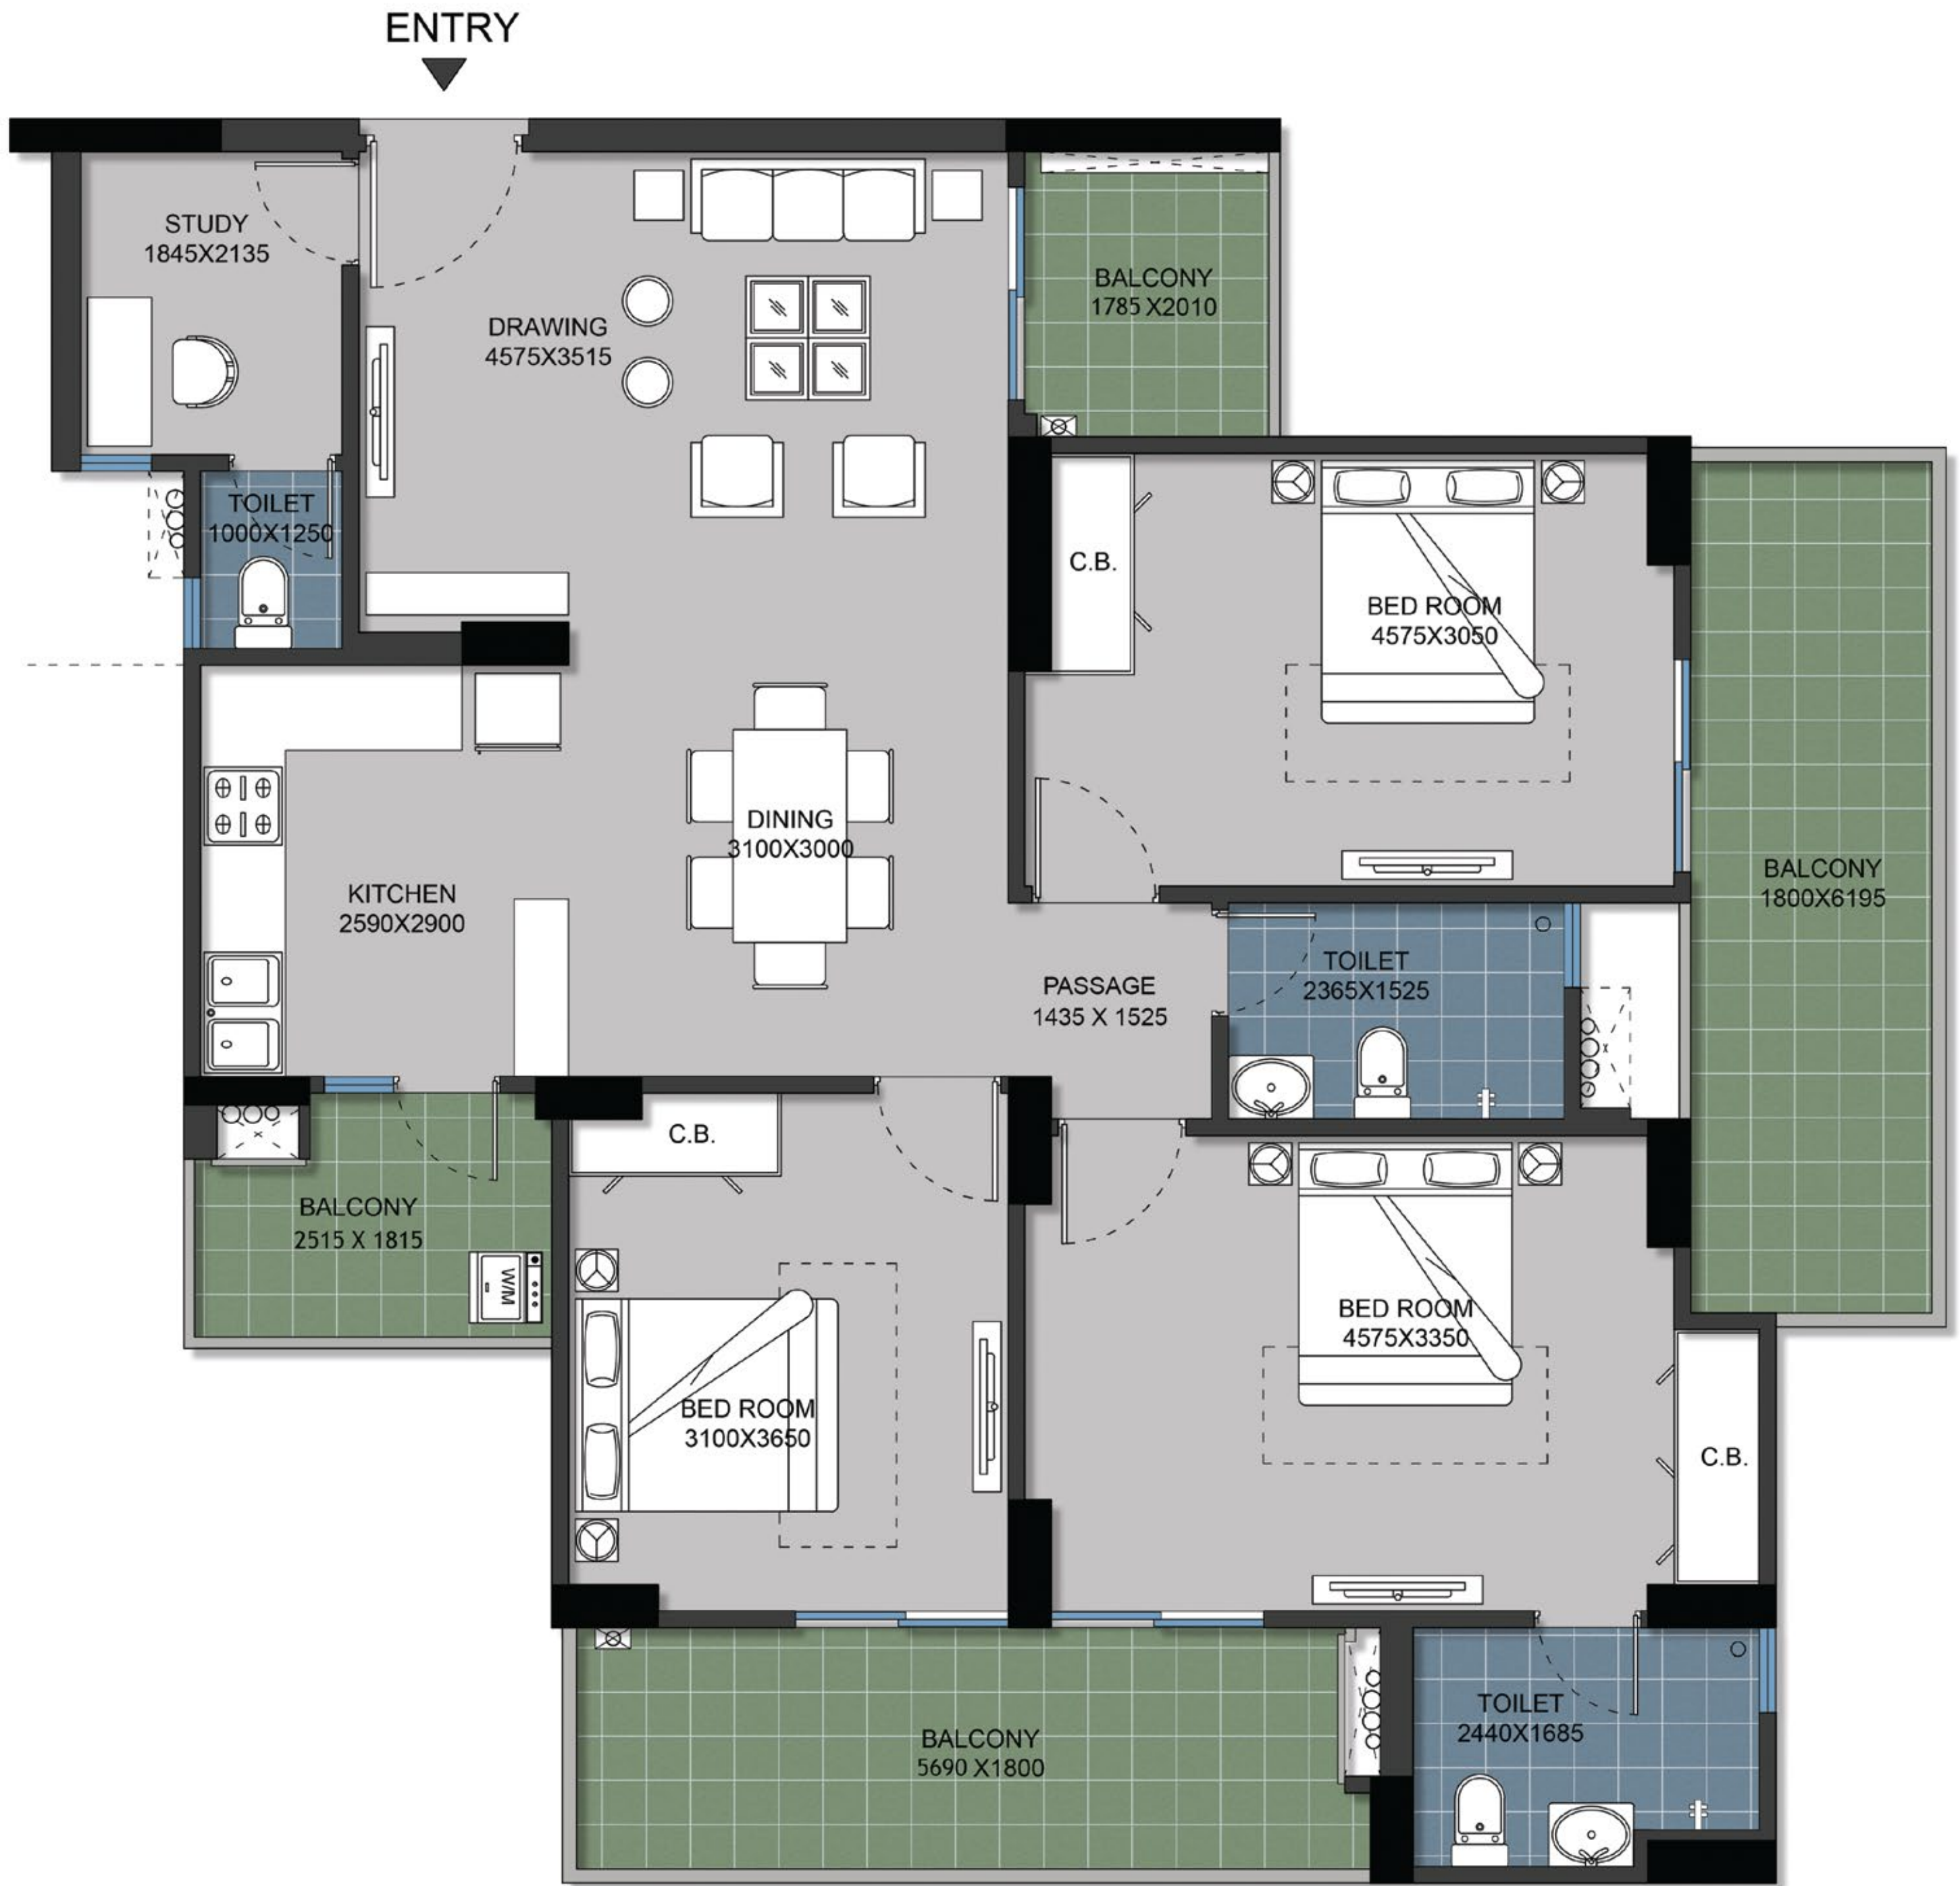 ENTRY
STUDY
1845X2135
DRAWING
4575X3515
BALCONY
1785 X2010
TOILET
1000X1250
C.B.
BED ROOM
4575X3050
DINING
3100X3000
KITCHEN
2590X2900
BALCONY
1800X6195
PASSAGE
1435 X 1525
TOILET
2365X1525
C.B.
BALCONY
2515 X 1815
W/M
BED ROOM
4575X3350
BED ROOM
3100X3650
C.B.
BALCONY
5690 X1800
TOILET
2440X1685